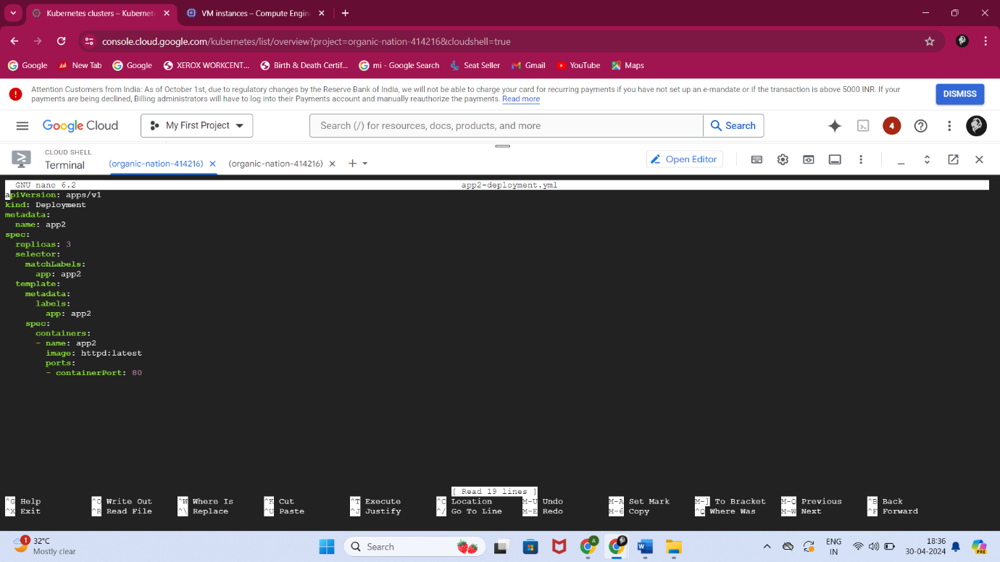 Kubernetes clusters – Kubernet
VM instances – Compute Engin
console.cloud.google.com/kubernetes/list/overview?project=organic-nation-414216&cloudshell=true
Google
New Tab
Google
XEROX WORKCENT...
Birth & Death Certif...
mi - Google Search
Seat Seller
Gmail
YouTube
Maps
Attention Customers from India: As of October 1st, due to regulatory changes by the Reserve Bank of India, we will not be able to charge your card for recurring payments if you have not set up an e-mandate or if the transaction is above 5000 INR. If your
payments are being declined, Billing administrators will have to log into their Payments account and manually reauthorize the payments. Read more
DISMISS
Google Cloud
My First Project
Search (/) for resources, docs, products, and more
Search
4
CLOUD SHELL
Terminal
(organic-nation-414216)
(organic-nation-414216)
Open Editor
GNU nano 6.2 app2-deployment.yml
apiVersion: apps/v1
kind: Deployment
metadata:
  name: app2
spec:
  replicas: 3
  selector:
    matchLabels:
      app: app2
  template:
    metadata:
      labels:
        app: app2
    spec:
      containers:
      - name: app2
        image: httpd:latest
        ports:
        - containerPort: 80
[ Read 19 lines ]
^G Help ^O Write Out ^W Where Is ^K Cut ^T Execute ^C Location M-U Undo M-A Set Mark M-] To Bracket M-Q Previous ^B Back
^X Exit ^R Read File ^\ Replace ^U Paste ^J Justify ^/ Go To Line M-E Redo M-6 Copy ^Q Where Was M-W Next ^F Forward
1
32°C
Mostly clear
Search
A
ENG
IN
18:36
30-04-2024
PRE